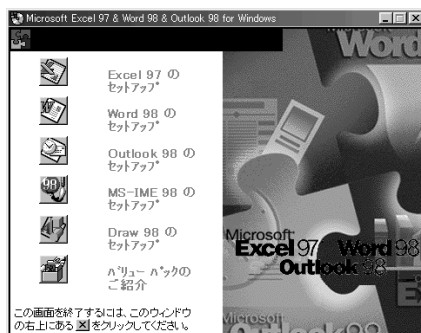 Microsoft Excel 97 & Word 98 & Outlook 98 for Windows
Word
Excel 97 の
ｾｯﾄｱｯﾌﾟ
Word 98 の
ｾｯﾄｱｯﾌﾟ
Outlook 98 の
ｾｯﾄｱｯﾌﾟ
98
MS-IME 98 の
ｾｯﾄｱｯﾌﾟ
Draw 98 の
ｾｯﾄｱｯﾌﾟ
ﾊﾞﾘｭｰ ﾊﾟｯｸの
ご紹介
Microsoft
Excel 97 Word 98
Outlook 98
この画面を終了するには、このウィンドウ
の右上にある×をクリックしてください。
Microsoft